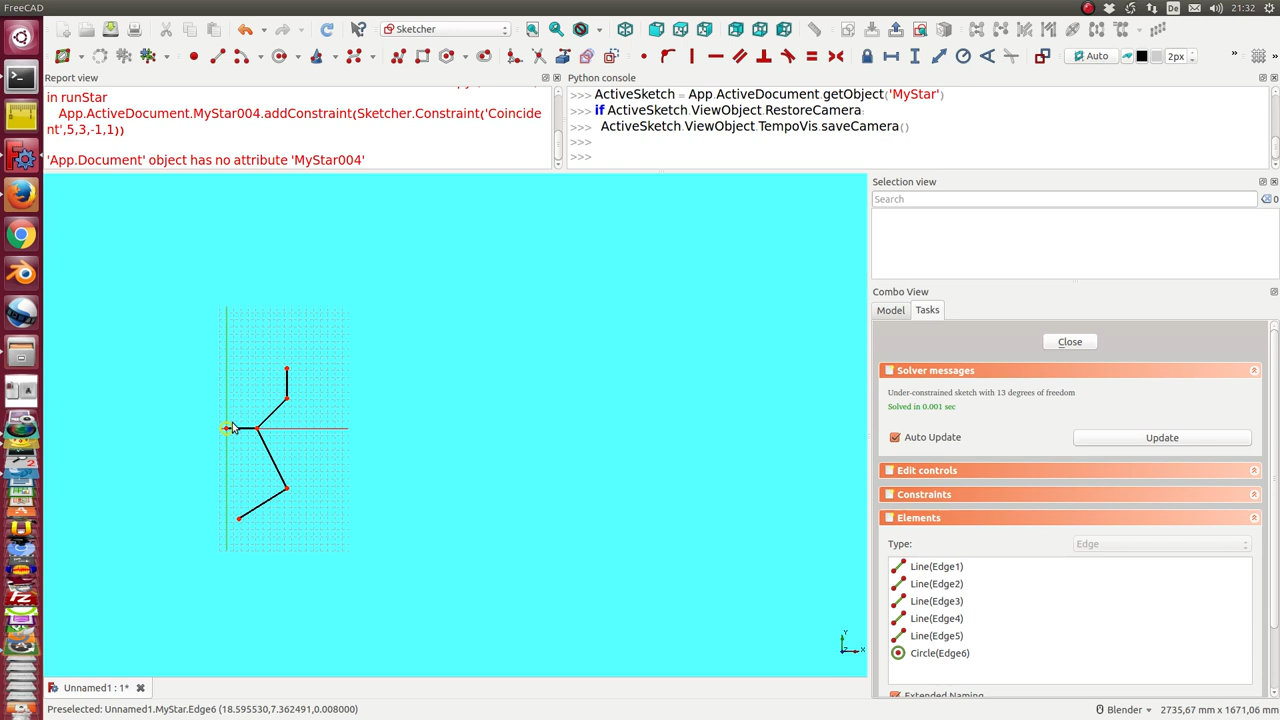 FreeCAD
De
21:32
Sketcher
Auto
2px
»
»
Report view
Python console
in runStar
App.ActiveDocument.MyStar004.addConstraint(Sketcher.Constraint('Coinciden
t',5,3,-1,1))
'App.Document' object has no attribute 'MyStar004'
>>> ActiveSketch = App.ActiveDocument.getObject('MyStar')
>>> if ActiveSketch.ViewObject.RestoreCamera:
>>>  ActiveSketch.ViewObject.TempoVis.saveCamera()
>>>
>>>
Selection view
Search
0
Combo View
Model
Tasks
Close
Solver messages
Under-constrained sketch with 13 degrees of freedom
Solved in 0.001 sec
Auto Update
Update
Edit controls
Constraints
Elements
Type:
Edge
Line(Edge1)
Line(Edge2)
Line(Edge3)
Line(Edge4)
Line(Edge5)
Circle(Edge6)
Extended Naming
Y
Z
X
Unnamed1 : 1*
Preselected: Unnamed1.MyStar.Edge6 (18.595530,7.362491,0.008000)
Blender
2735,67 mm x 1671,06 mm